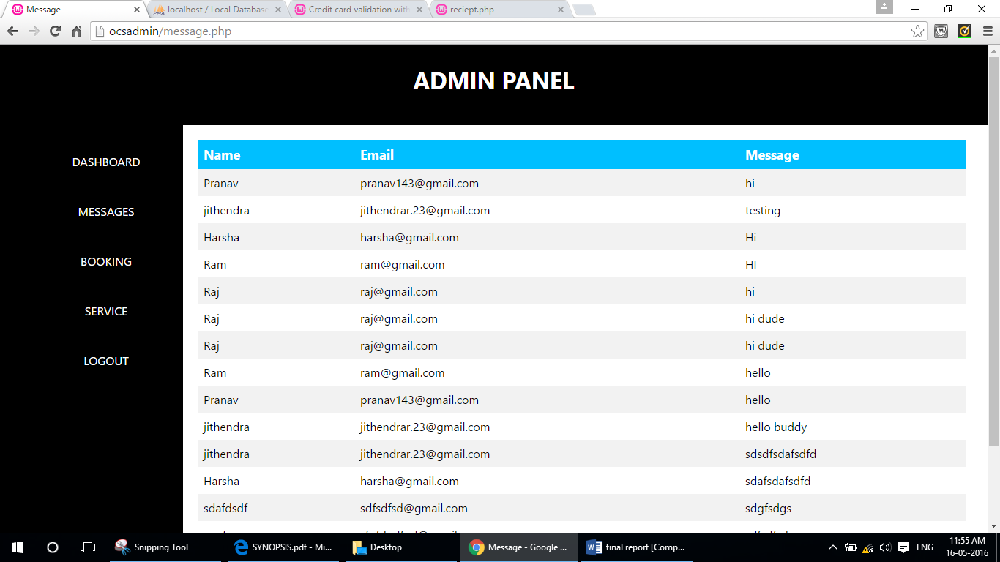 Message
localhost / Local Database
Credit card validation with
reciept.php
ocsadmin/message.php
ADMIN PANEL
DASHBOARD
MESSAGES
BOOKING
SERVICE
LOGOUT
Name Email Message
Pranav pranav143@gmail.com hi
jithendra jithendrar.23@gmail.com testing
Harsha harsha@gmail.com Hi
Ram ram@gmail.com HI
Raj raj@gmail.com hi
Raj raj@gmail.com hi dude
Raj raj@gmail.com hi dude
Ram ram@gmail.com hello
Pranav pranav143@gmail.com hello
jithendra jithendrar.23@gmail.com hello buddy
jithendra jithendrar.23@gmail.com sdsdfsdafsdfd
Harsha harsha@gmail.com sdafsdafsdfd
sdafdsdf sdfsdfsd@gmail.com sdgfsdgs
Snipping Tool
SYNOPSIS.pdf - Mi...
Desktop
Message - Google ...
final report [Comp...
ENG
11:55 AM
16-05-2016